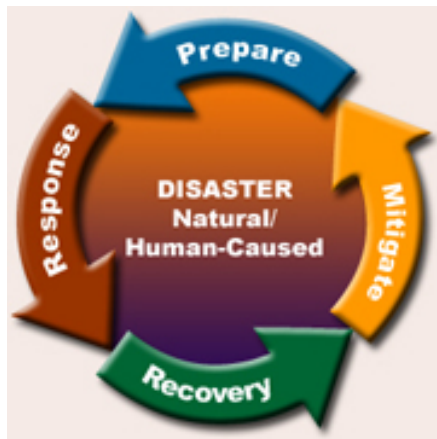 Prepare
Response
DISASTER
Natural/
Human-Caused
Mitigate
Recovery